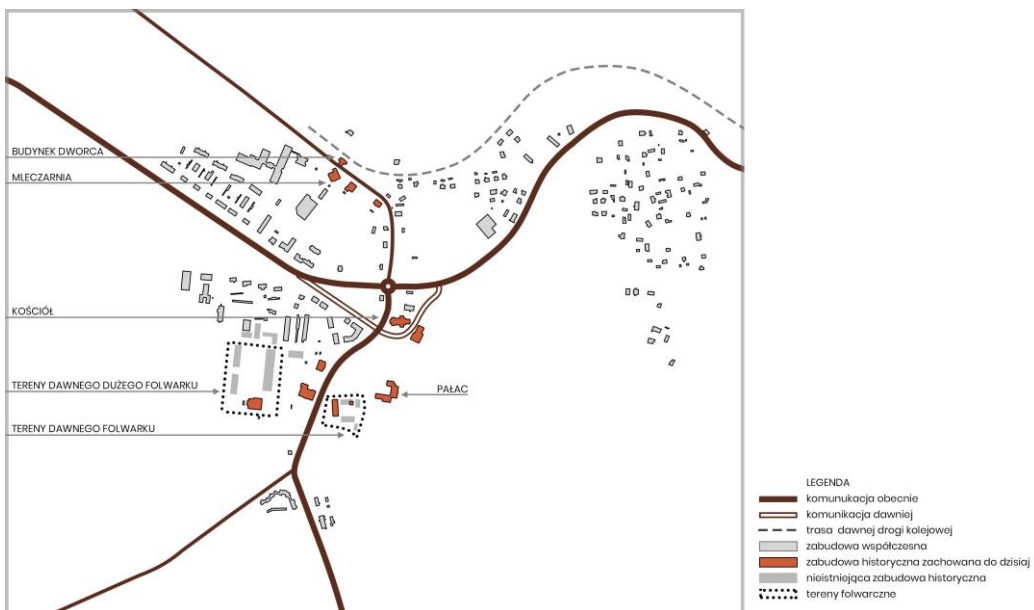 BUDYNEK DWORCA
MLECZARNIA
KOŚCIÓŁ
TERENY DAWNEGO DUŻEGO FOLWARKU
PAŁAC
TERENY DAWNEGO FOLWARKU
LEGENDA
komunukacja obecnie
komunikacja dawniej
trasa dawnej drogi kolejowej
zabudowa współczesna
zabudowa historyczna zachowana do dzisiaj
nieistniejąca zabudowa historyczna
tereny folwarczne